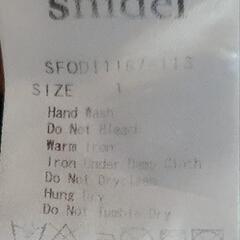 snidel
SFOD11167-113
SIZE 1
Hand Wash
Do Not Bleach
Warm Iron
Iron Under Damp Cloth
Do Not Dryclean
Hung Dry
Do Not Tumble Dry